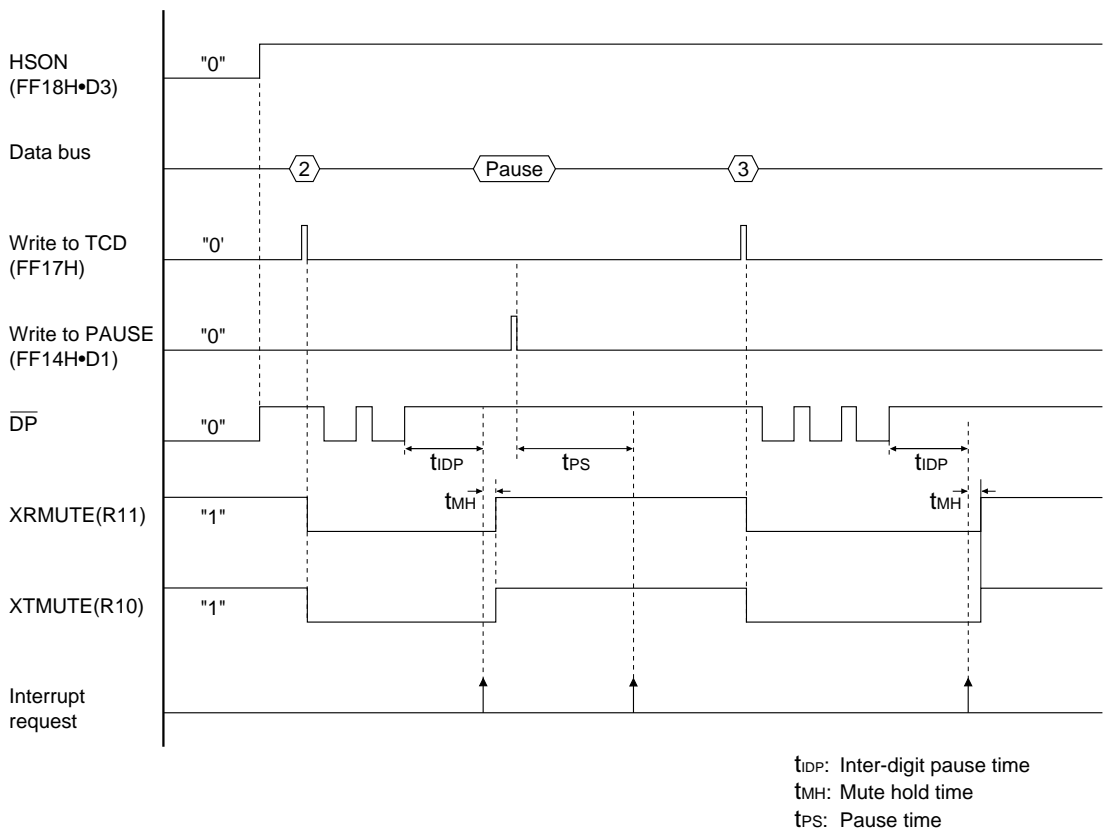 HSON
(FF18H•D3)
"0"
Data bus
2
Pause
3
Write to TCD
(FF17H)
"0'
Write to PAUSE
(FF14H•D1)
"0"
DP
"0"
tIDP
tPS
tIDP
tMH
tMH
XRMUTE(R11)
"1"
XTMUTE(R10)
"1"
Interrupt
request
tIDP: Inter-digit pause time
tMH: Mute hold time
tPS: Pause time